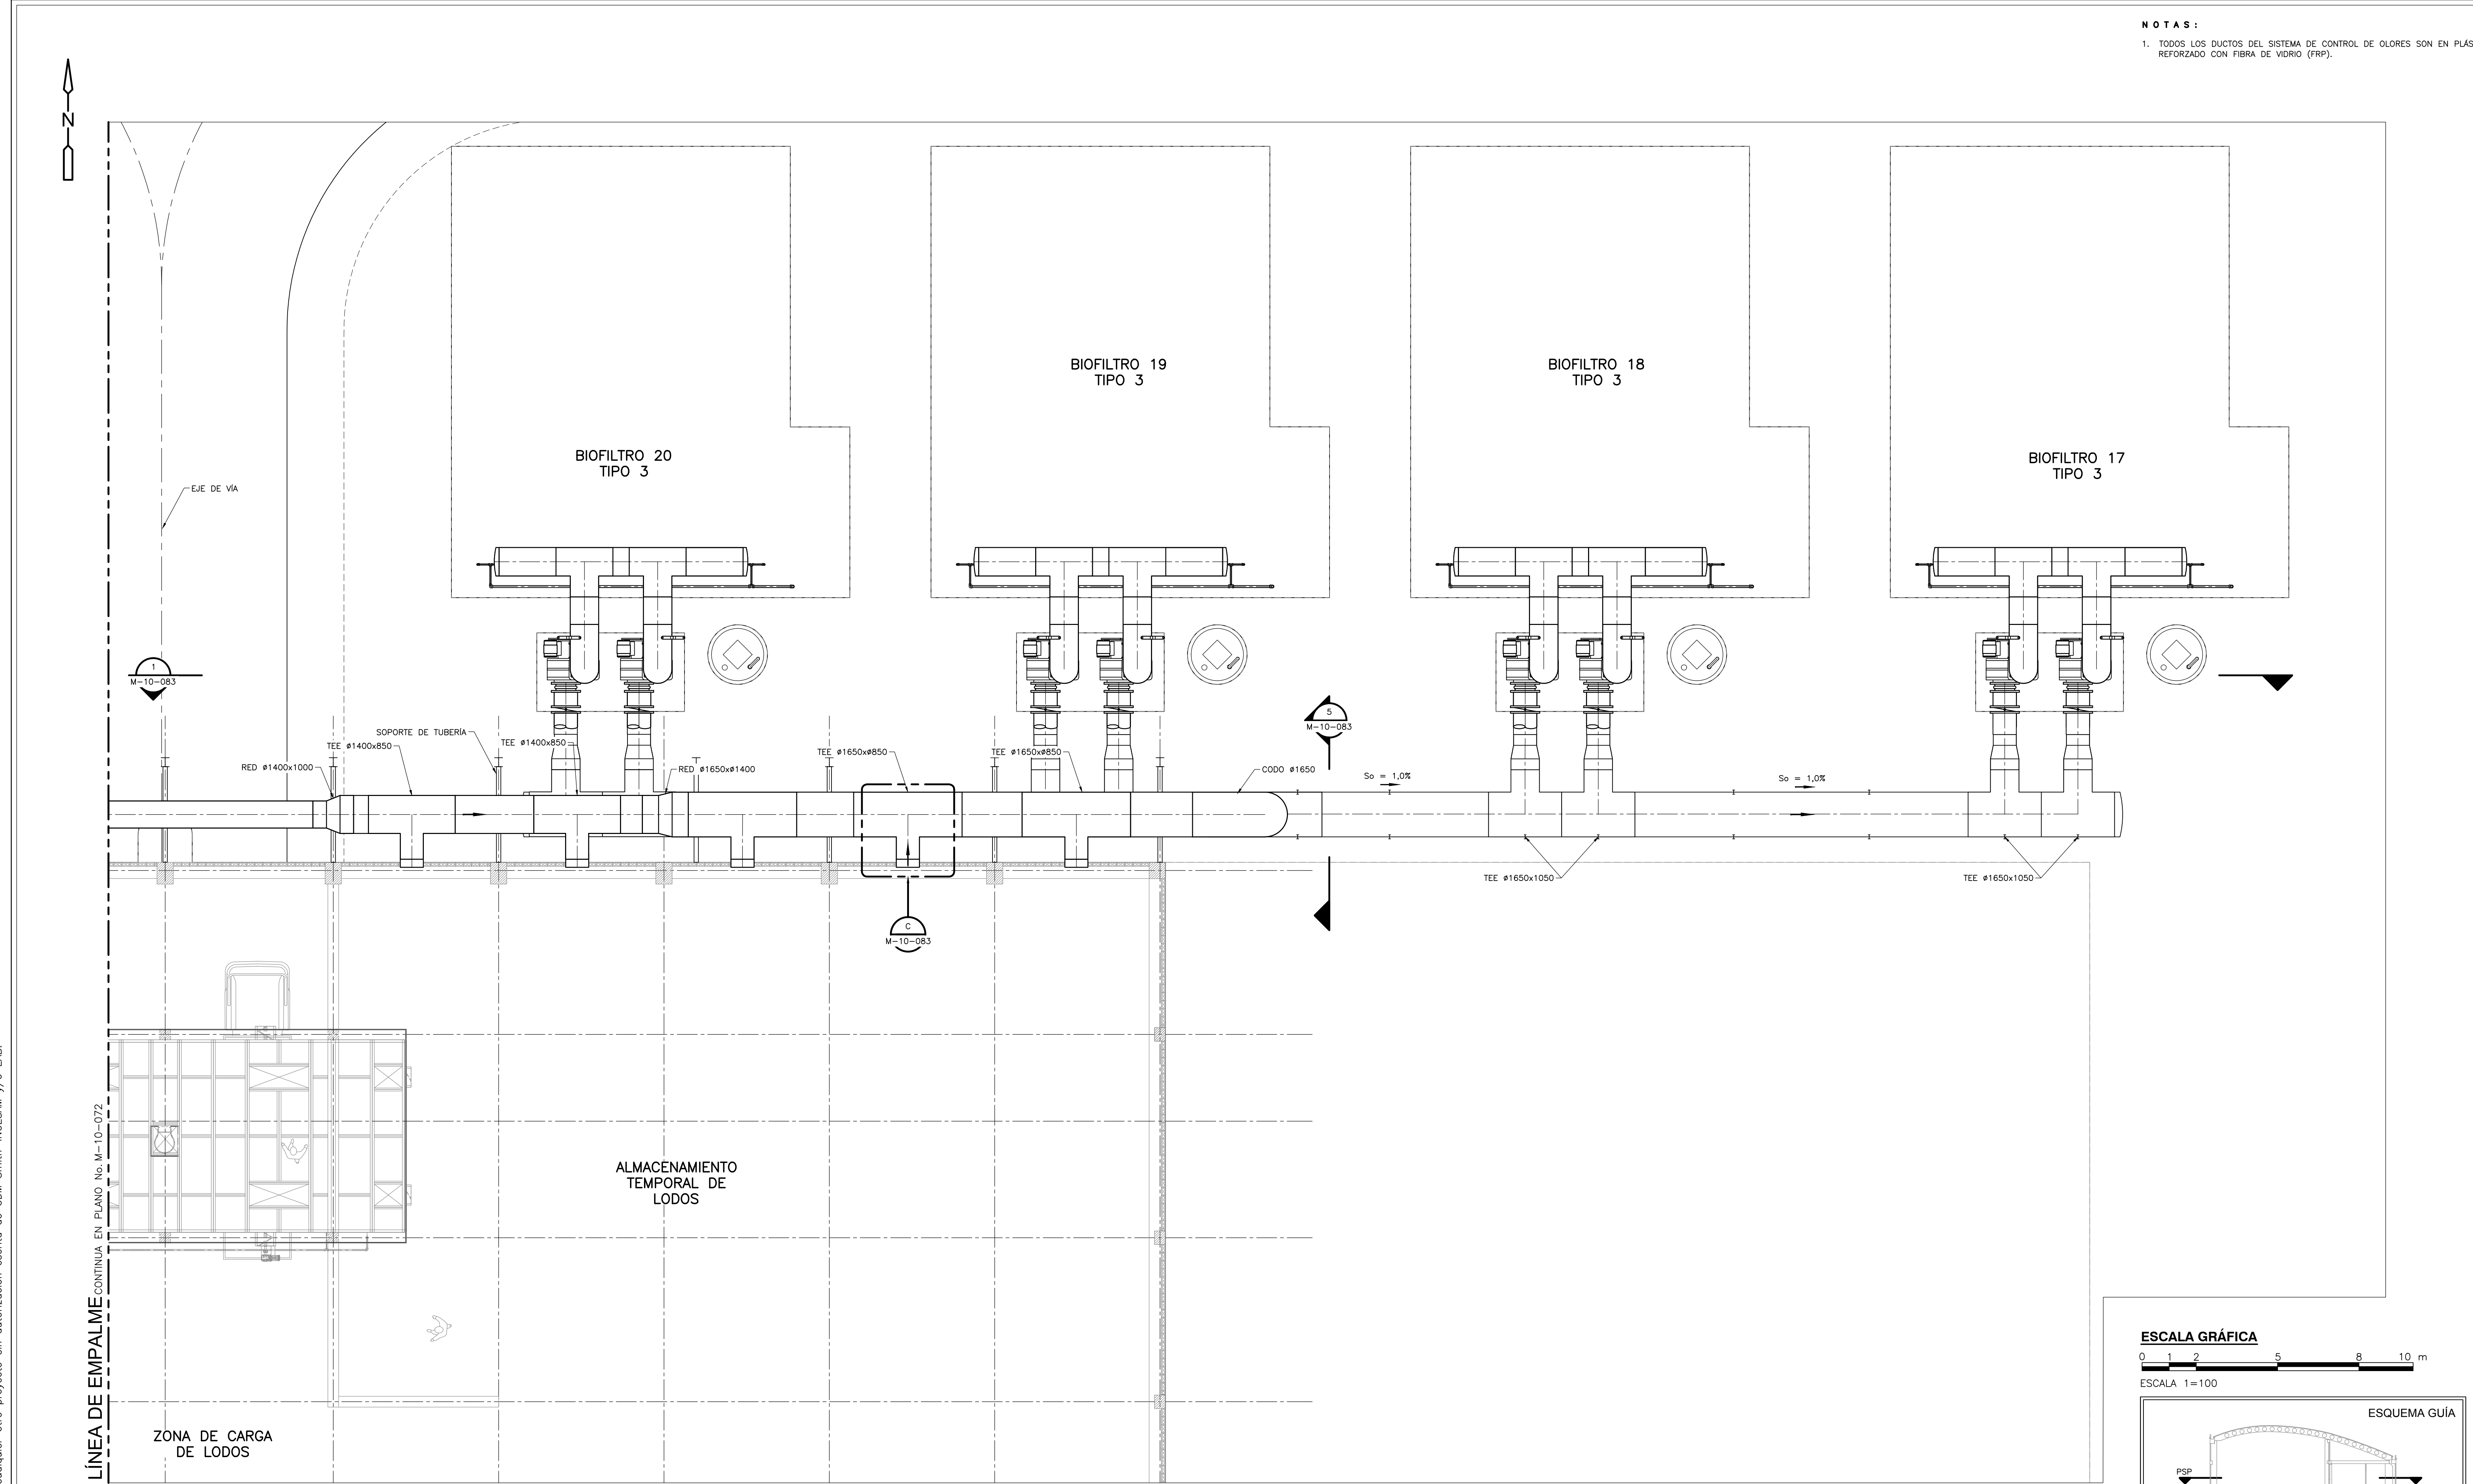 N O T A S :
1. TODOS LOS DUCTOS DEL SISTEMA DE CONTROL DE OLORES SON EN
REFORZADO CON FIBRA DE VIDRIO (FRP).
N
BIOFILTRO 19
TIPO 3
BIOFILTRO 18
TIPO 3
BIOFILTRO 20
TIPO 3
BIOFILTRO 17
TIPO 3
EJE DE VÍA
1
M-10-083
5
M-10-083
SOPORTE DE TUBERÍA
TEE ø1400x850
TEE ø1400x850
RED ø1400x1000
RED ø1650xø1400
TEE ø1650xø850
TEE ø1650xø850
CODO ø1650
So = 1,0%
So = 1,0%
TEE ø1650x1050
TEE ø1650x1050
C
M-10-083
ALMACENAMIENTO
TEMPORAL DE
LODOS
LÍNEA DE EMPALME CONTINUA EN PLANO No. M-10-072
ZONA DE CARGA
DE LODOS
ESCALA GRÁFICA
0 1 2 5 8 10 m
ESCALA 1=100
ESQUEMA GUÍA
PSP